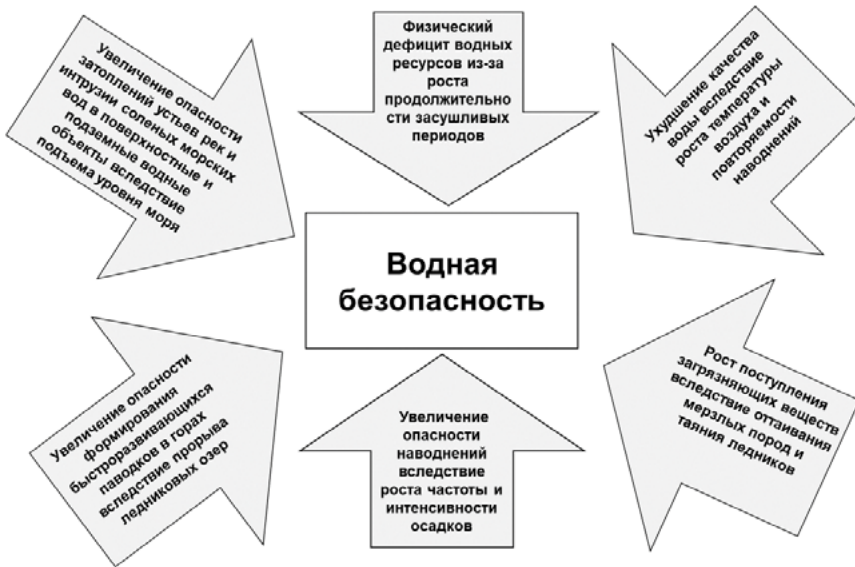 Увеличение опасности
затоплений устьев рек и
интрузии соленых морских
вод в поверхностные и
подземные водные
объекты вследствие
подъема уровня моря
Физический
дефицит водных
ресурсов из-за
роста
продолжительно
сти засушливых
периодов
Ухудшение качества
воды вследствие
роста температуры
воздуха и
повторяемости
наводнений
Водная
безопасность
Увеличение опасности
формирования
быстроразвивающихся
паводков в горах
вследствие прорыва
ледниковых озер
Увеличение
опасности
наводнений
вследствие
роста частоты и
интенсивности
осадков
Рост поступления
загрязняющих веществ
вследствие оттаивания
мерзлых пород и
таяния ледников